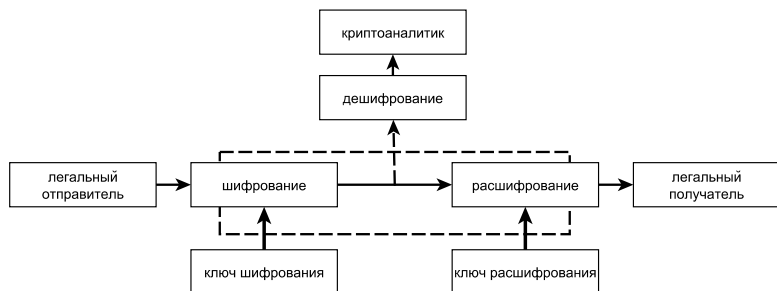 криптоаналитик
дешифрование
легальный
отправитель
шифрование
расшифрование
легальный
получатель
ключ шифрования
ключ расшифрования